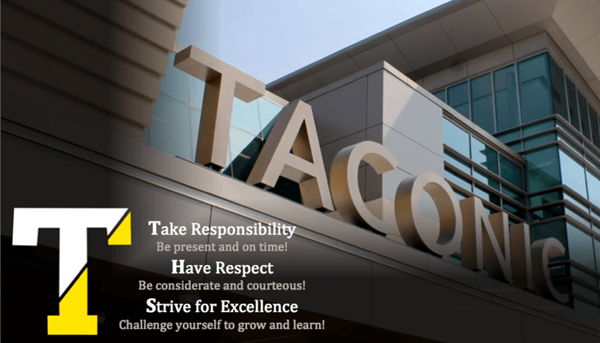 TACONIC
T
Take Responsibility
Be present and on time!
Have Respect
Be considerate and courteous!
Strive for Excellence
Challenge yourself to grow and learn!